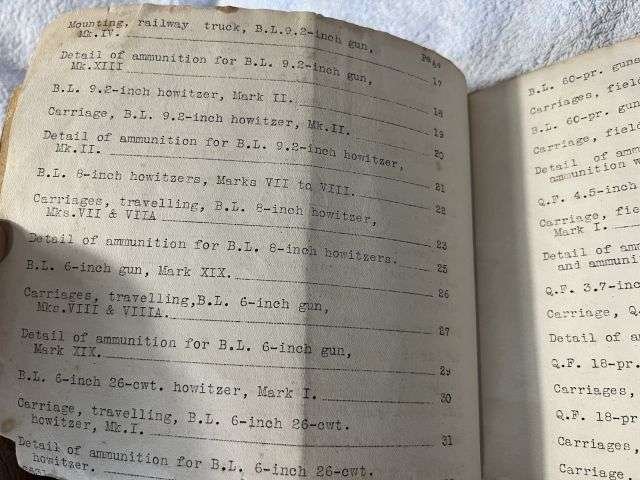 Page
Mounting, railway truck, B.L.9.2-inch gun,
Mk.IV. 17
Detail of ammunition for B.L. 9.2-inch gun,
Mk.XIII 18
B.L. 9.2-inch howitzer, Mark II. 19
Carriage, B.L. 9.2-inch howitzer, Mk.II. 20
Detail of ammunition for B.L. 9.2-inch howitzer,
Mk.II. 21
B.L. 8-inch howitzers, Marks VII to VIII. 22
Carriages, travelling, B.L. 8-inch howitzer,
Mks.VII & VIIA 23
Detail of ammunition for B.L. 8-inch howitzers. 25
B.L. 6-inch gun, Mark XIX. 26
Carriages, travelling,B.L. 6-inch gun,
Mks.VIII & VIIIA. 27
Detail of ammunition for B.L. 6-inch gun,
Mark XIX. 29
B.L. 6-inch 26-cwt. howitzer, Mark I. 30
Carriage, travelling, B.L. 6-inch 26-cwt.
howitzer, Mk.I. 31
Detail of ammunition for B.L. 6-inch 26-cwt.
howitzer.
B.L. 60-pr. guns
Carriages, field
B.L. 60-pr. gun
Carriage, field
Detail of amm
ammunition w
Q.F. 4.5-inch
Carriage, fie
Mark I.
Detail of am
and ammuni
Q.F. 3.7-inc
Carriage, Q.
Detail of a
Q.F. 18-pr.
Carriages,
Q.F. 18-pr
Carriages,
Carriage,